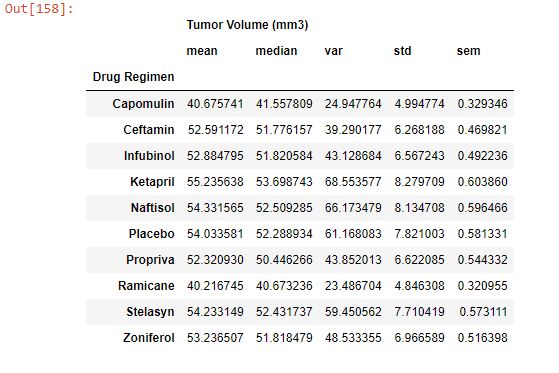 Out[158]:
Tumor Volume (mm3)
mean median var std sem
Drug Regimen
Capomulin 40.675741 41.557809 24.947764 4.994774 0.329346
Ceftamin 52.591172 51.776157 39.290177 6.268188 0.469821
Infubinol 52.884795 51.820584 43.128684 6.567243 0.492236
Ketapril 55.235638 53.698743 68.553577 8.279709 0.603860
Naftisol 54.331565 52.509285 66.173479 8.134708 0.596466
Placebo 54.033581 52.288934 61.168083 7.821003 0.581331
Propriva 52.320930 50.446266 43.852013 6.622085 0.544332
Ramicane 40.216745 40.673236 23.486704 4.846308 0.320955
Stelasyn 54.233149 52.431737 59.450562 7.710419 0.573111
Zoniferol 53.236507 51.818479 48.533355 6.966589 0.516398